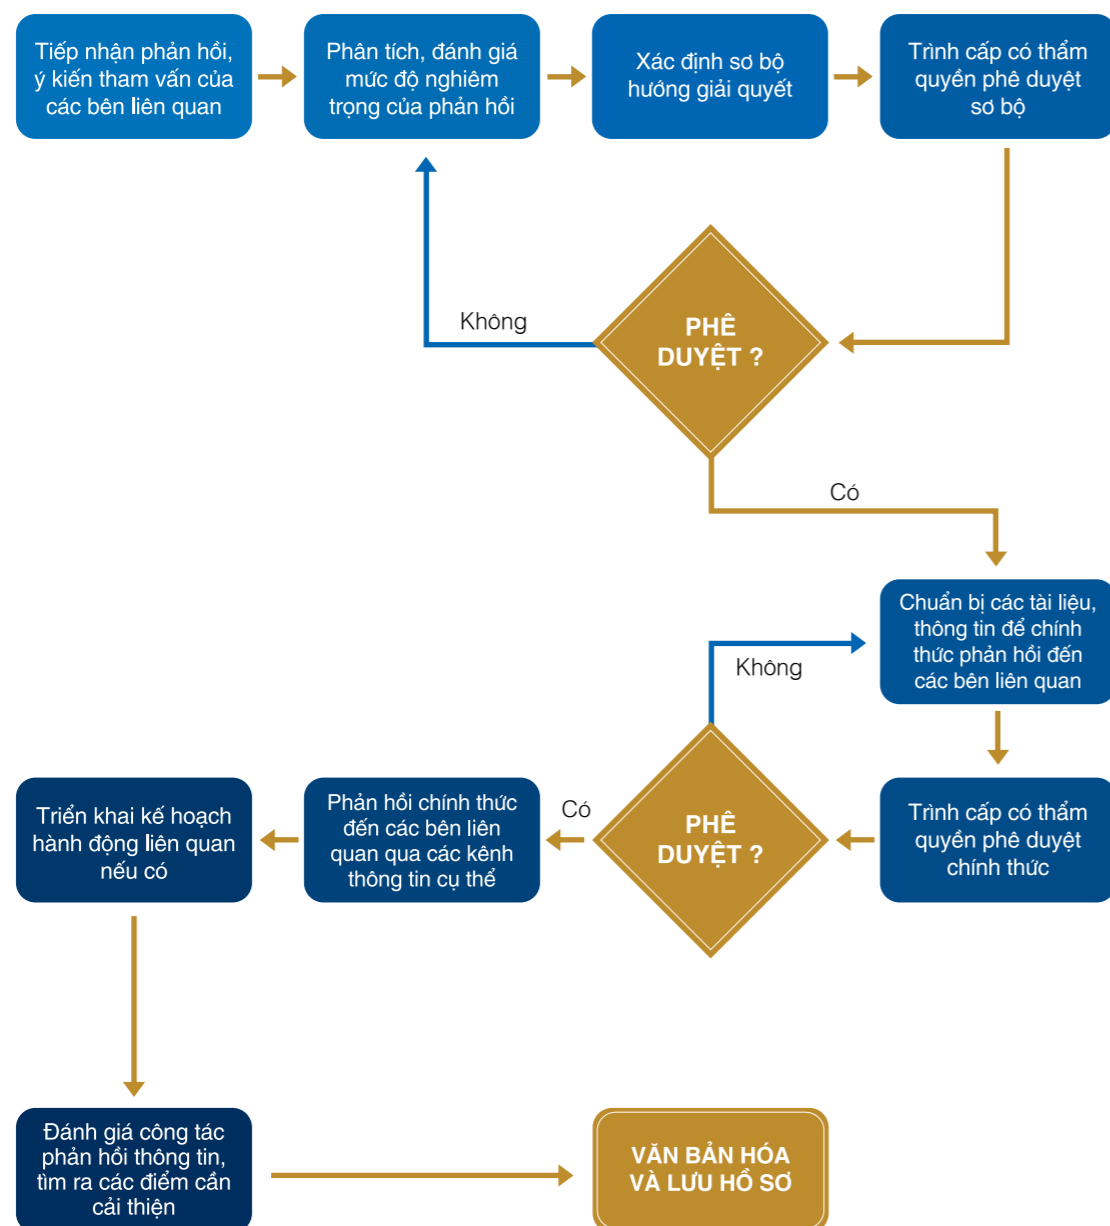 Tiếp nhận phản hồi,
ý kiến tham vấn của
các bên liên quan
Phân tích, đánh giá
mức độ nghiêm
trọng của phản hồi
Xác định sơ bộ
hướng giải quyết
Trình cấp có thẩm
quyền phê duyệt
sơ bộ
Không
PHÊ
DUYỆT ?
Có
Chuẩn bị các tài liệu,
thông tin để chính
thức phản hồi đến
các bên liên quan
Không
Triển khai kế hoạch
hành động liên quan
nếu có
Phản hồi chính thức
đến các bên liên
quan qua các kênh
thông tin cụ thể
Có
PHÊ
DUYỆT ?
Trình cấp có thẩm
quyền phê duyệt
chính thức
Đánh giá công tác
phản hồi thông tin,
tìm ra các điểm cần
cải thiện
VĂN BẢN HÓA
VÀ LƯU HỒ SƠ